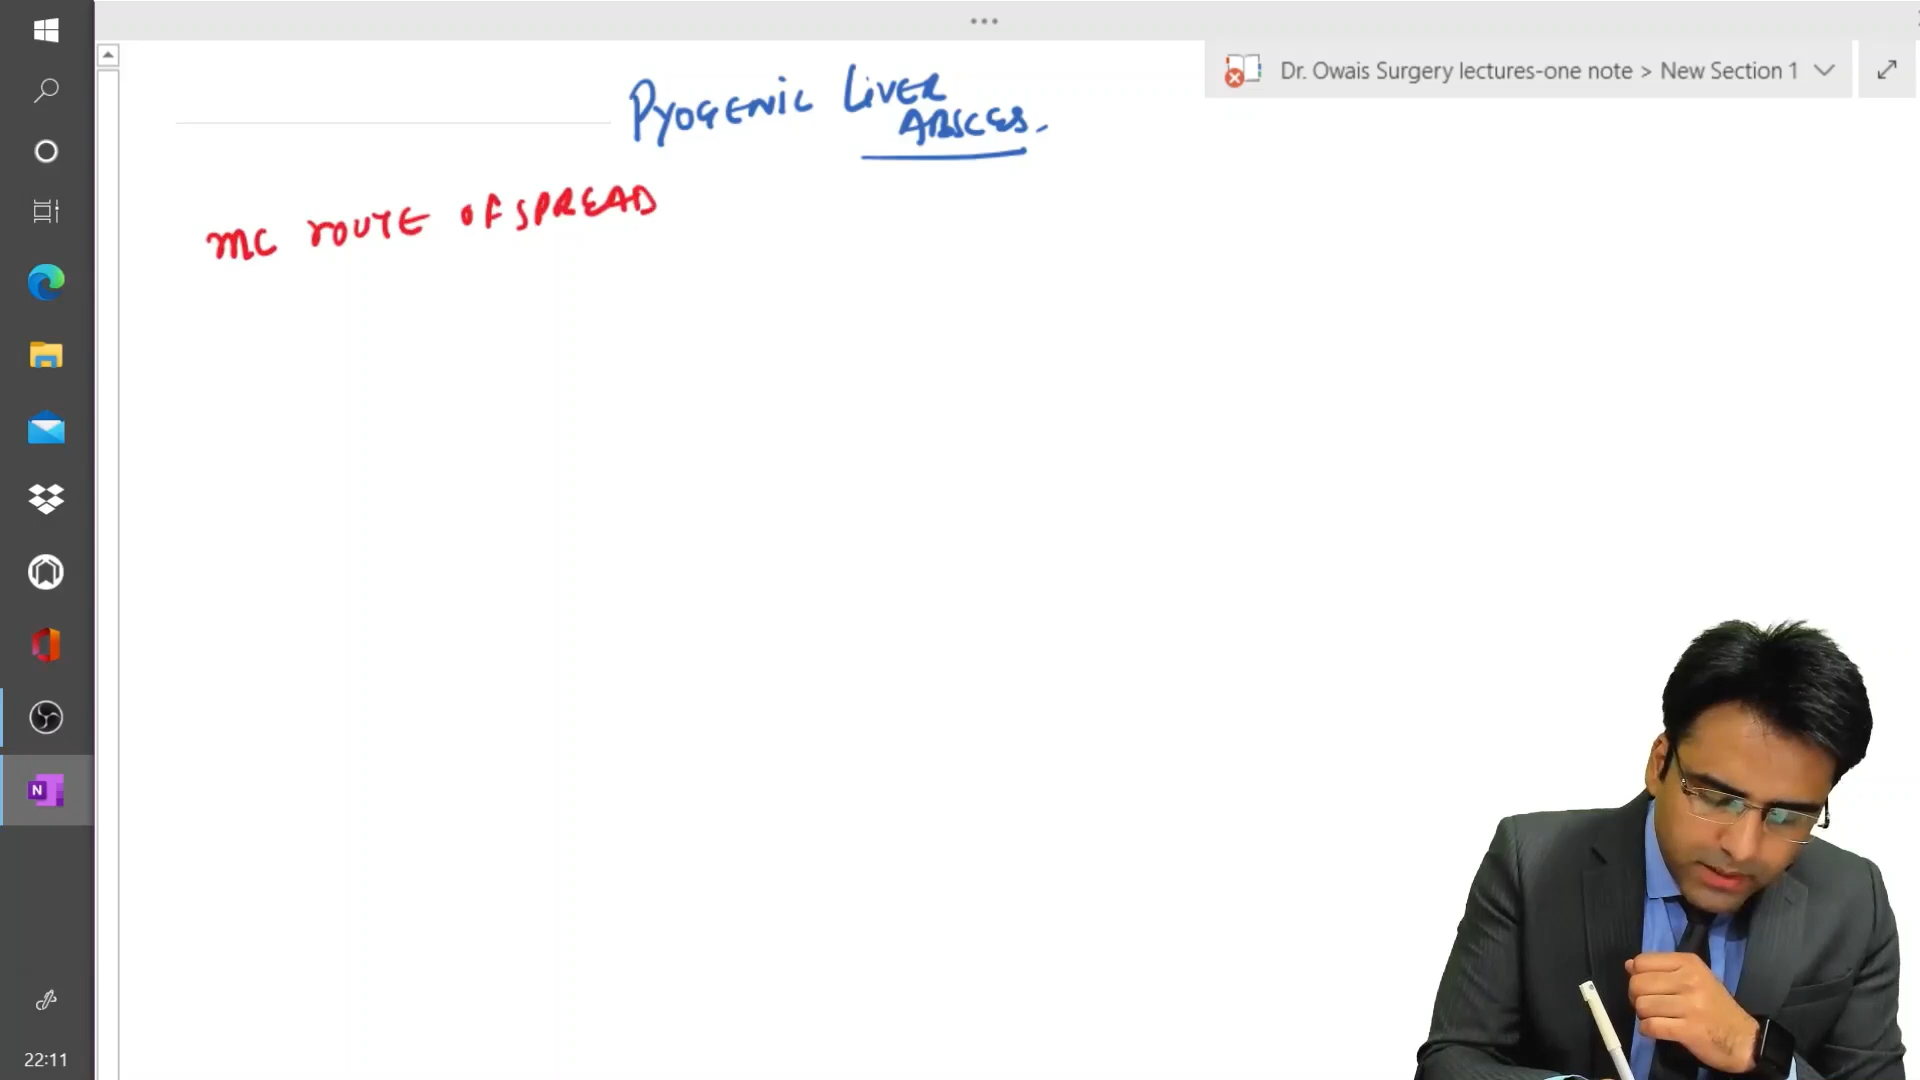 Dr. Owais Surgery lectures-one note > New Section 1
PYOGENIC LIVER
ABSCESS.
MC ROUTE OF SPREAD
N
22:11